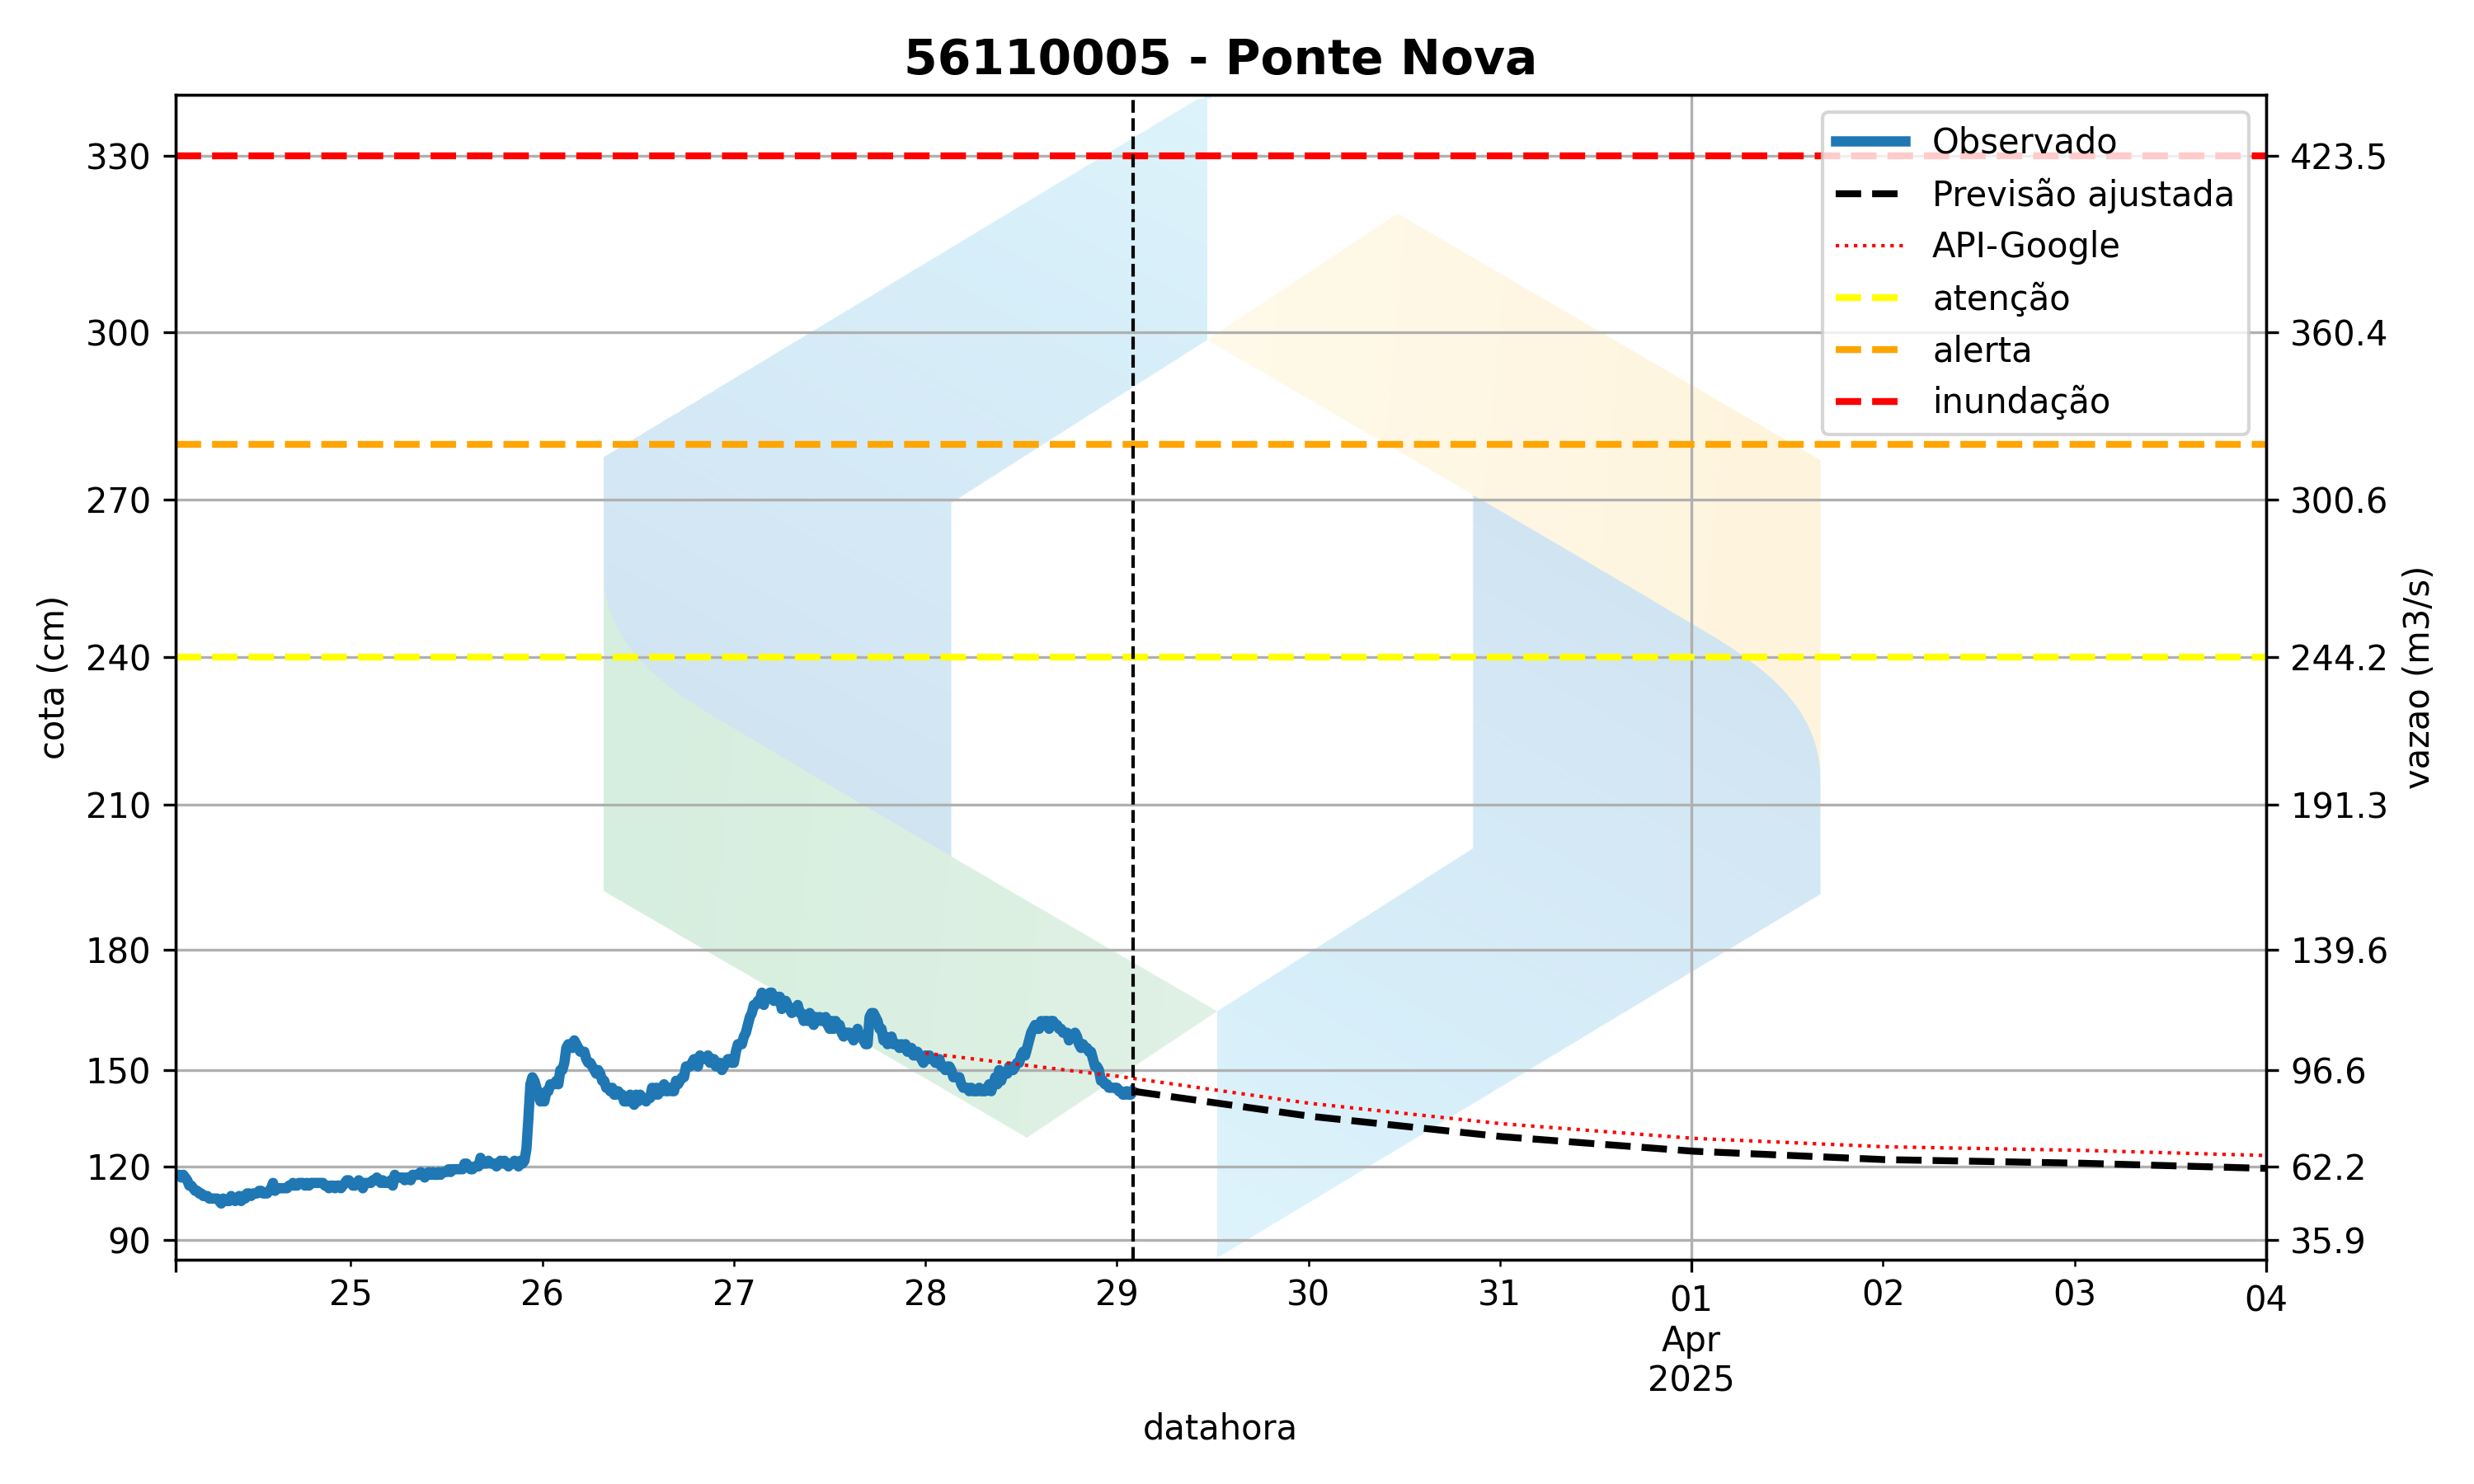 56110005 - Ponte Nova
Observado
Previsão ajustada
API-Google
atenção
alerta
inundação
330
300
270
240
210
180
150
120
90
cota (cm)
423.5
360.4
300.6
244.2
191.3
139.6
96.6
62.2
35.9
vazao (m3/s)
25 26 27 28 29 30 31 01 02 03 04
Apr
2025
datahora